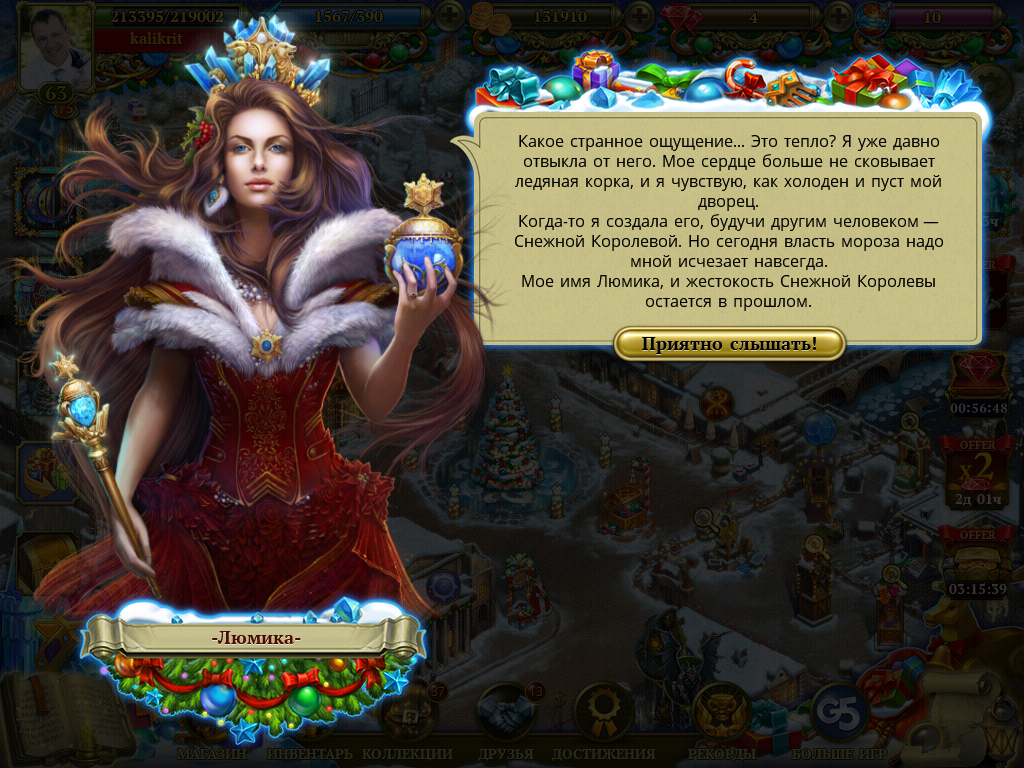 213395/219002
1567/390
131910
4
10
kalikrit
63
Какое странное ощущение... Это тепло? Я уже давно
отвыкла от него. Мое сердце больше не сковывает
ледяная корка, и я чувствую, как холоден и пуст мой
дворец.
Когда-то я создала его, будучи другим человеком —
Снежной Королевой. Но сегодня власть мороза надо
мной исчезает навсегда.
Мое имя Люмика, и жестокость Снежной Королевы
остается в прошлом.
Приятно слышать!
00:56:48
OFFER
x2
2д 01ч
OFFER
03:15:39
-Люмика-
37
13
G5
МАГАЗИН
ИНВЕНТАРЬ
КОЛЛЕКЦИИ
ДРУЗЬЯ
ДОСТИЖЕНИЯ
РЕКОРДЫ
БОЛЬШЕ ИГР